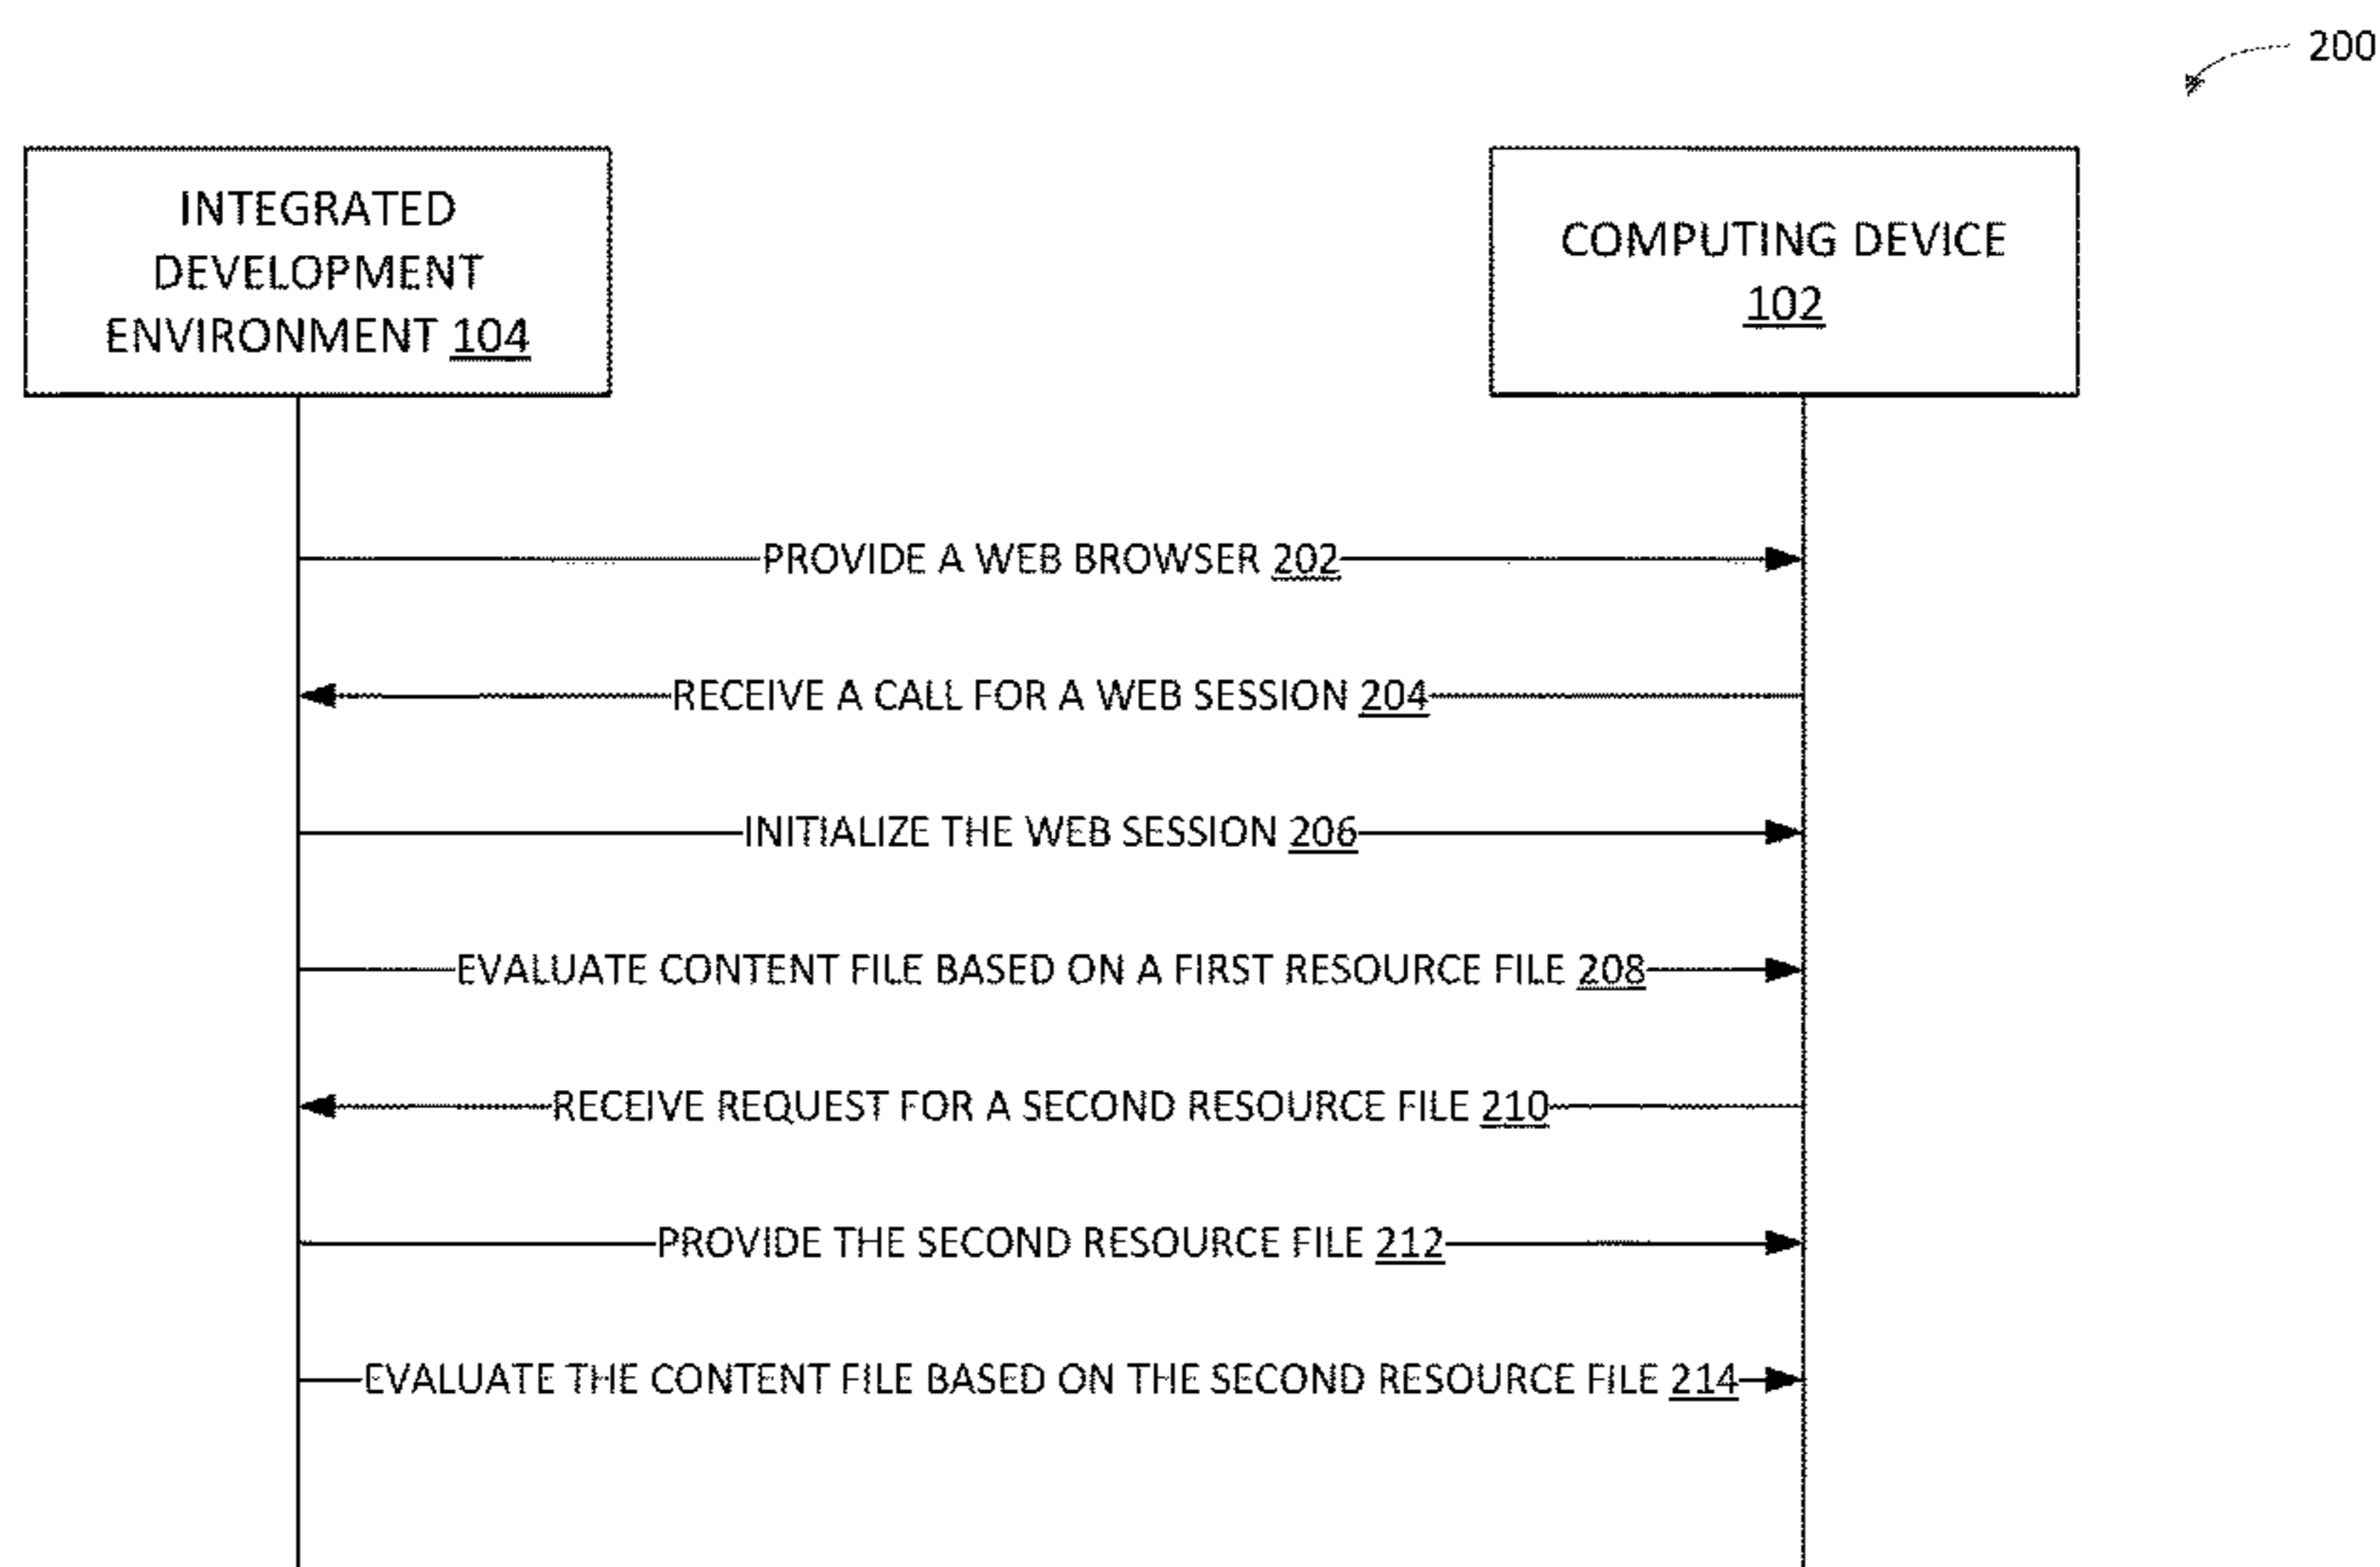 200
INTEGRATED
DEVELOPMENT
ENVIRONMENT 104
COMPUTING DEVICE
102
PROVIDE A WEB BROWSER 202
RECEIVE A CALL FOR A WEB SESSION 204
INITIALIZE THE WEB SESSION 206
EVALUATE CONTENT FILE BASED ON A FIRST RESOURCE FILE 208
RECEIVE REQUEST FOR A SECOND RESOURCE FILE 210
PROVIDE THE SECOND RESOURCE FILE 212
EVALUATE THE CONTENT FILE BASED ON THE SECOND RESOURCE FILE 214